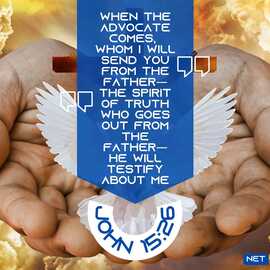 WHEN THE
ADVOCATE
COMES,
WHOM I WILL
SEND YOU
FROM THE
FATHER—
THE SPIRIT
OF TRUTH
WHO GOES
OUT FROM
THE
FATHER—
HE WILL
TESTIFY
ABOUT ME
JOHN 15:26
NET